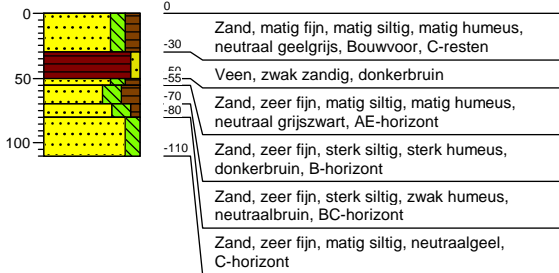 0
0
Zand, matig fijn, matig siltig, matig humeus,
neutraal geelgrijs, Bouwvoor, C-resten
-30
Veen, zwak zandig, donkerbruin
50
-50
-55
Zand, zeer fijn, matig siltig, matig humeus,
neutraal grijszwart, AE-horizont
-70
-80
Zand, zeer fijn, sterk siltig, sterk humeus,
donkerbruin, B-horizont
100
-110
Zand, zeer fijn, sterk siltig, zwak humeus,
neutraalbruin, BC-horizont
Zand, zeer fijn, matig siltig, neutraalgeel,
C-horizont